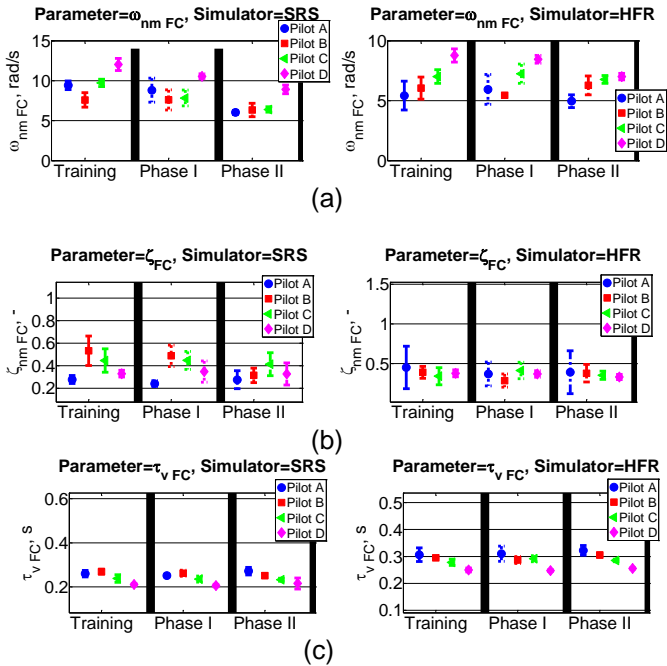 Parameter=ω_nm FC, Simulator=SRS
Parameter=ω_nm FC, Simulator=HFR
ω_nm FC, rad/s
15
10
5
0
Training
Phase I
Phase II
Pilot A
Pilot B
Pilot C
Pilot D
ω_nm FC, rad/s
10
5
0
Training
Phase I
Phase II
Pilot A
Pilot B
Pilot C
Pilot D
(a)
Parameter=ζ_FC, Simulator=SRS
Parameter=ζ_FC, Simulator=HFR
ζ_nm FC, -
1
0.8
0.6
0.4
0.2
Training
Phase I
Phase II
Pilot A
Pilot B
Pilot C
Pilot D
ζ_nm FC, -
1.5
1
0.5
Training
Phase I
Phase II
Pilot A
Pilot B
Pilot C
Pilot D
(b)
Parameter=τ_v FC, Simulator=SRS
Parameter=τ_v FC, Simulator=HFR
τ_v FC, s
0.6
0.4
0.2
Training
Phase I
Phase II
Pilot A
Pilot B
Pilot C
Pilot D
τ_v FC, s
0.5
0.4
0.3
0.2
0.1
Training
Phase I
Phase II
Pilot A
Pilot B
Pilot C
Pilot D
(c)